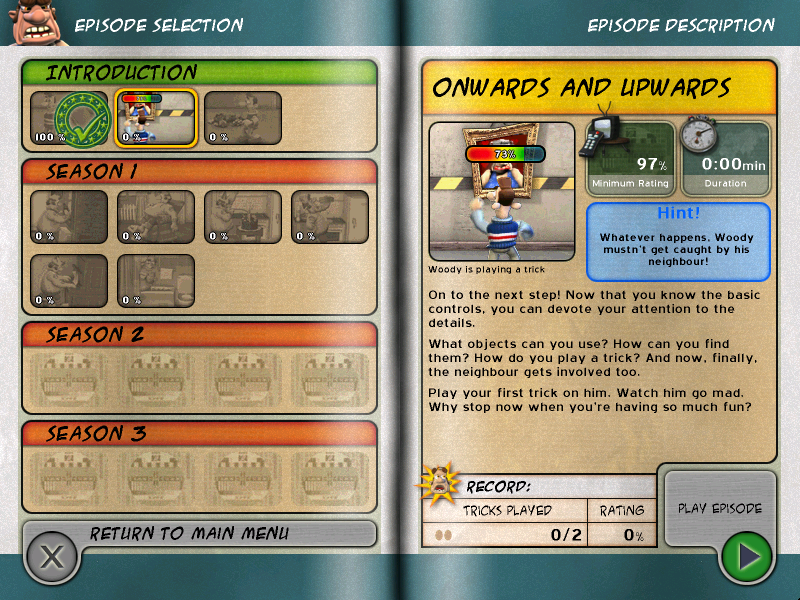 EPISODE SELECTION
INTRODUCTION
100 %
0 %
0 %
SEASON 1
0 %
0 %
0 %
0 %
0 %
0 %
SEASON 2
SEASON 3
RETURN TO MAIN MENU
X
EPISODE DESCRIPTION
ONWARDS AND UPWARDS
73%
97%
Minimum Rating
0:00min
Duration
Woody is playing a trick
Hint!
Whatever happens, Woody
mustn't get caught by his
neighbour!
On to the next step! Now that you know the basic
controls, you can devote your attention to the
details.
What objects can you use? How can you find
them? How do you play a trick? And now, finally,
the neighbour gets involved too.
Play your first trick on him. Watch him go mad.
Why stop now when you're having so much fun?
RECORD:
TRICKS PLAYED
RATING
0/2
0%
PLAY EPISODE